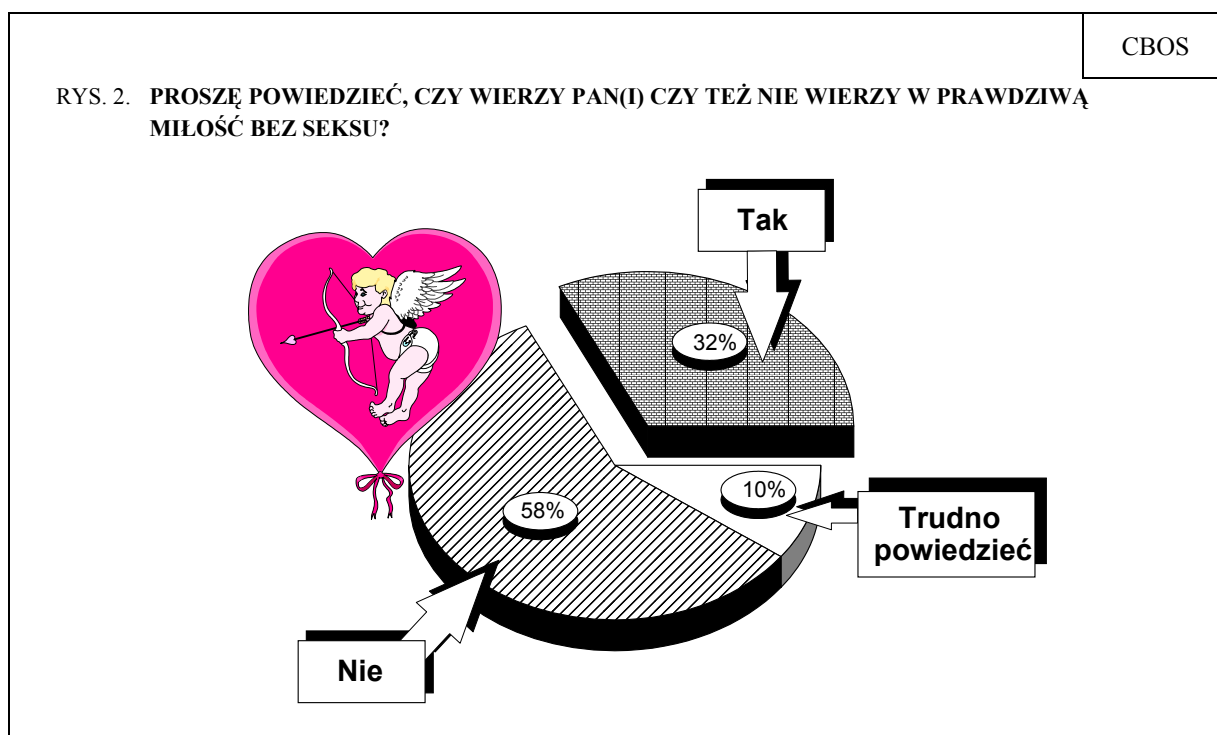 CBOS
RYS. 2. PROSZĘ POWIEDZIEĆ, CZY WIERZY PAN(I) CZY TEŻ NIE WIERZY W PRAWDZIWĄ
MIŁOŚĆ BEZ SEKSU?
Tak
32%
10%
Trudno
powiedzieć
58%
Nie